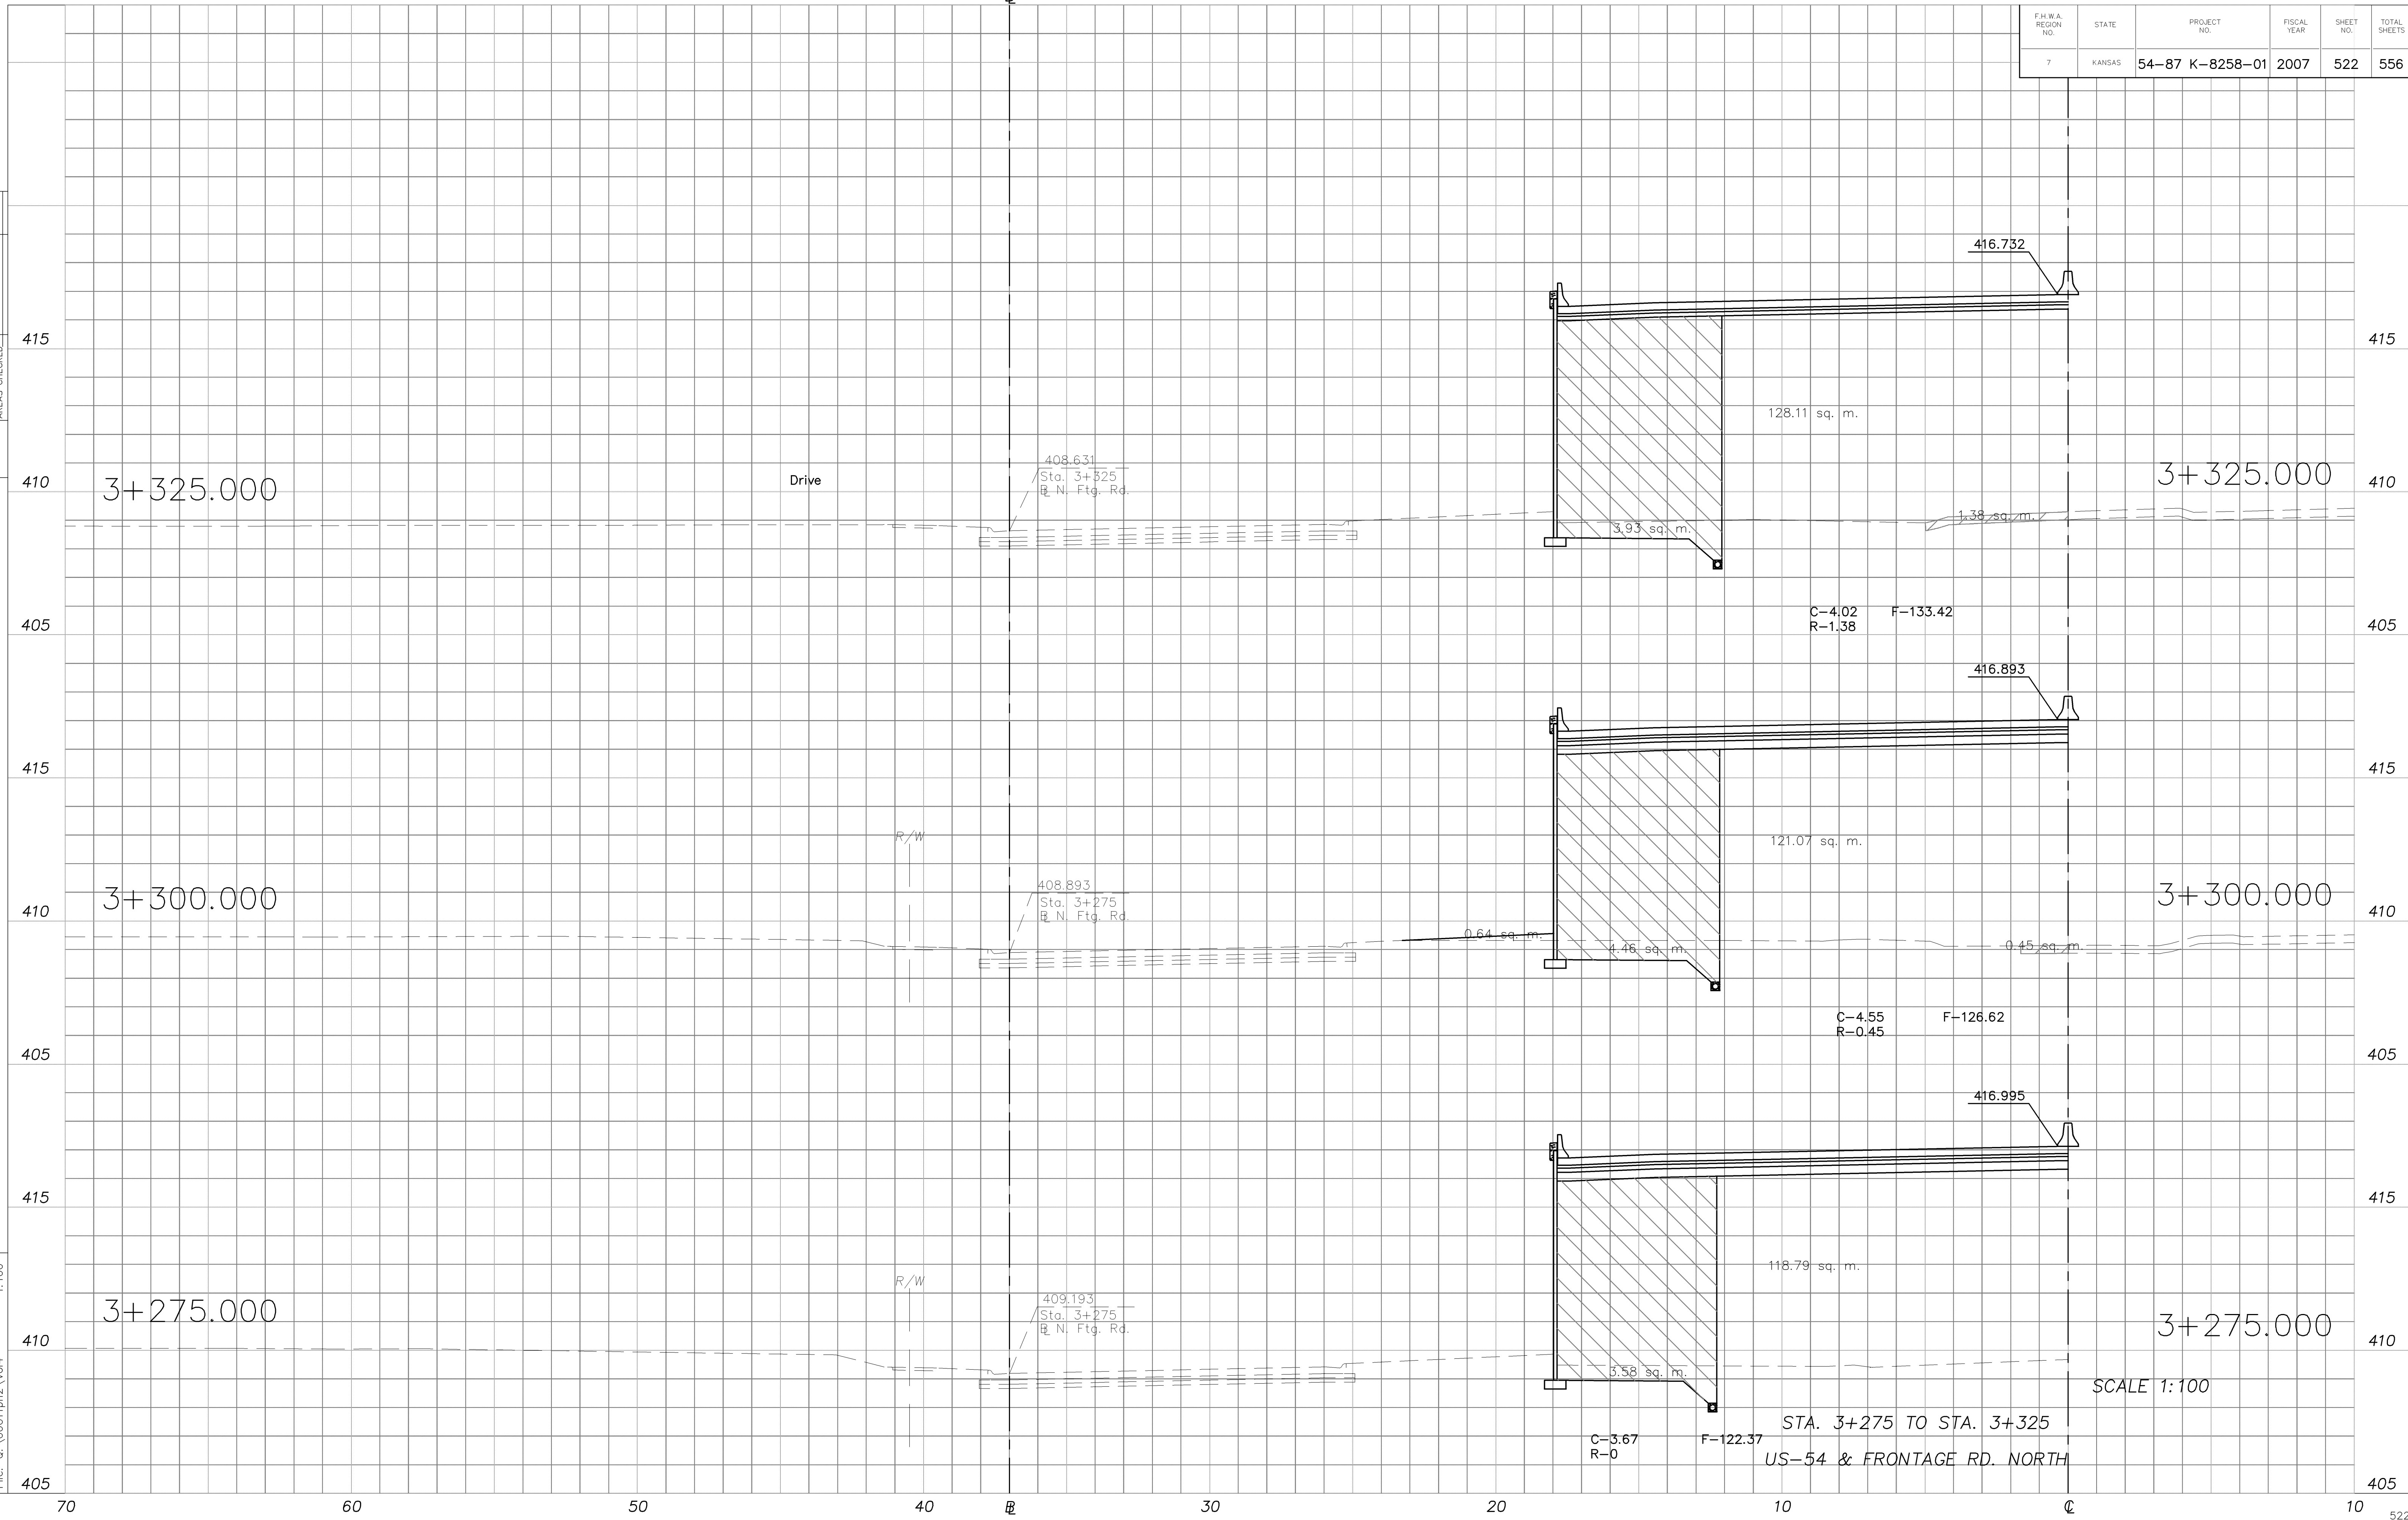 F.H.W.A. REGION NO. STATE PROJECT NO. FISCAL YEAR SHEET NO. TOTAL SHEETS
7 KANSAS 54-87 K-8258-01 2007 522 556
416.732
415 415
128.11 sq. m.
408.631
Sta. 3+325
℄ N. Ftg. Rd.
Drive
410 3+325.000 3+325.000 410
3.93 sq. m. 1.38 sq. m.
C-4.02 F-133.42
R-1.38
405 405
416.893
415 415
R/W
121.07 sq. m.
408.893
Sta. 3+275
℄ N. Ftg. Rd.
3+300.000 3+300.000
410 410
0.64 sq. m. 4.46 sq. m. 0.45 sq. m.
C-4.55 F-126.62
R-0.45
405 405
416.995
415 415
118.79 sq. m.
R/W
409.193
Sta. 3+275
℄ N. Ftg. Rd.
3+275.000 3+275.000
410 410
3.58 sq. m.
SCALE 1:100
STA. 3+275 TO STA. 3+325
C-3.67 F-122.37
R-0
US-54 & FRONTAGE RD. NORTH
405 405
70 60 50 40 ℄ 30 20 10 ℄ 10
522